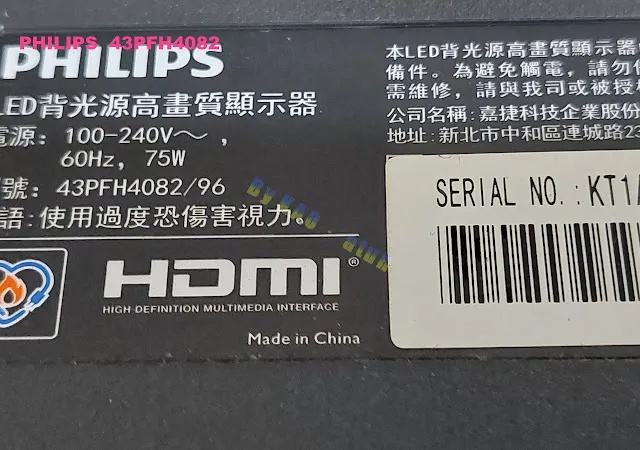 PHILIPS 43PFH4082
PHILIPS
LED背光源高畫質顯示器
電源: 100-240V～,
60Hz, 75W
號: 43PFH4082/96
語:使用過度恐傷害視力。
HDMI®
HIGH DEFINITION MULTIMEDIA INTERFACE
Made in China
本LED背光源高畫質顯示器
備件。為避免觸電,請勿
需維修,請與我司或被授
公司名稱: 嘉捷科技企業股份
地址: 新北市中和區連城路23
SERIAL NO.:KT1A
BY KAO